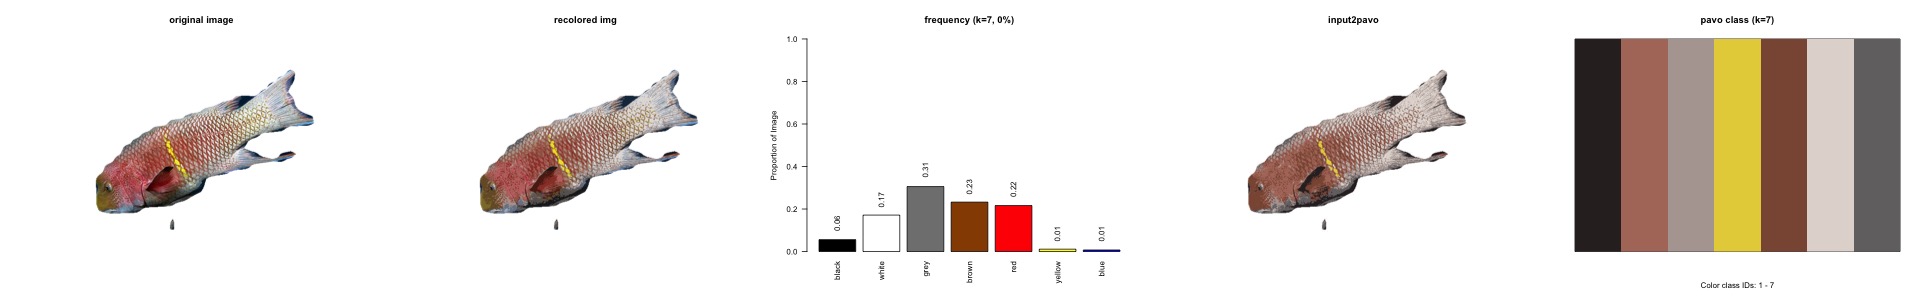 original image
recolored img
frequency (k=7, 0%)
input2pavo
pavo class (k=7)
Proportion of Image
1.0
0.8
0.6
0.4
0.2
0.0
0.06
0.17
0.31
0.23
0.22
0.01
0.01
black
white
grey
brown
red
yellow
blue
Color class IDs: 1 - 7